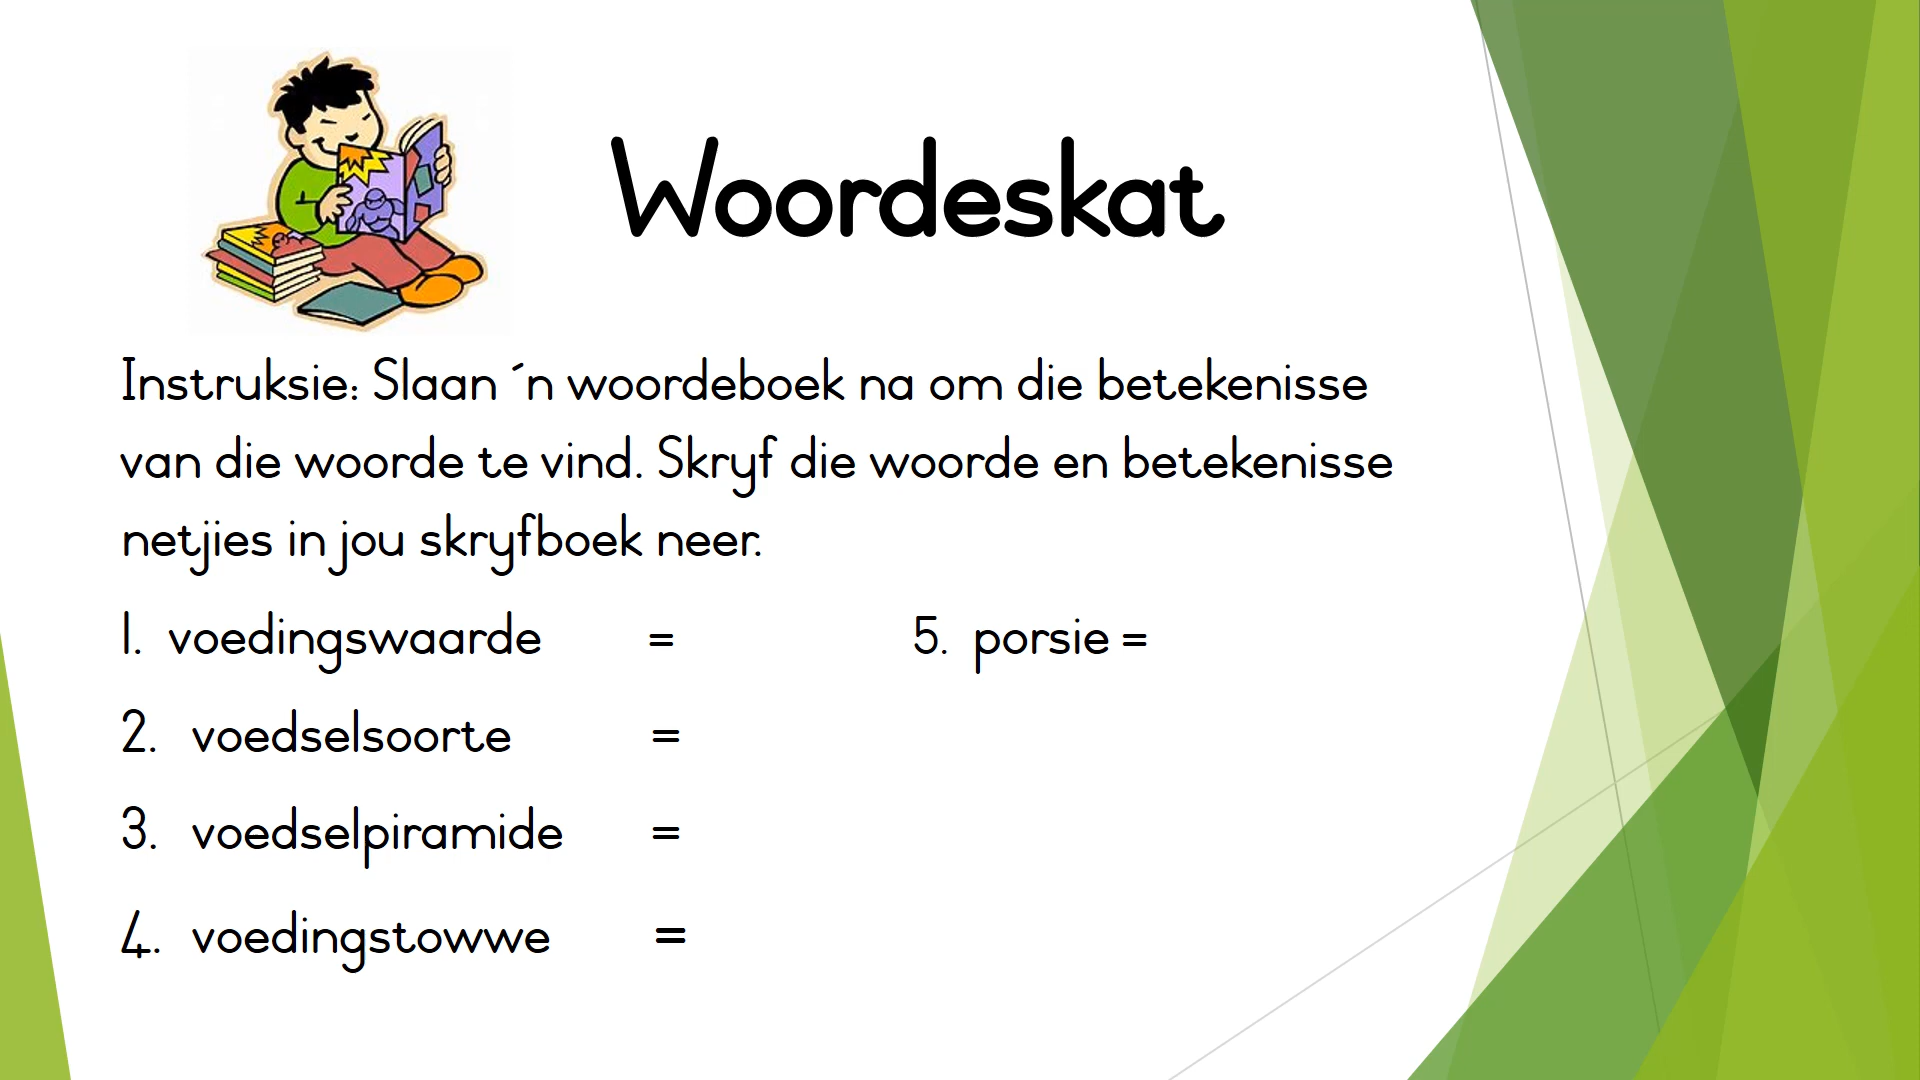 Woordeskat
Instruksie: Slaan ´n woordeboek na om die betekenisse
van die woorde te vind. Skryf die woorde en betekenisse
netjies in jou skryfboek neer.
1. voedingswaarde =
2. voedselsoorte =
3. voedselpiramide =
4. voedingstowwe =
5. porsie =